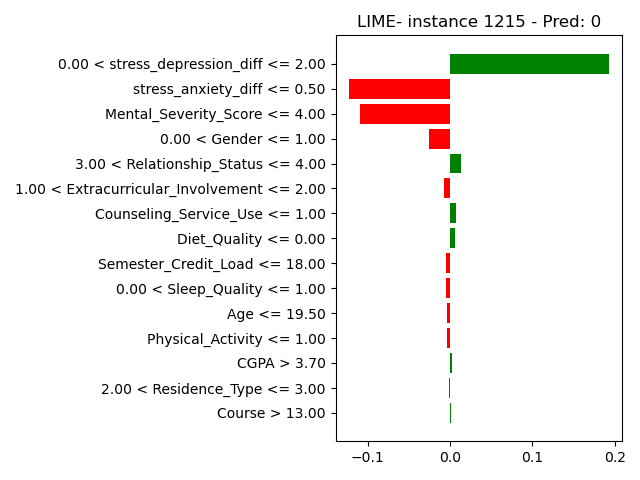 LIME- instance 1215 - Pred: 0
0.00 < stress_depression_diff <= 2.00
stress_anxiety_diff <= 0.50
Mental_Severity_Score <= 4.00
0.00 < Gender <= 1.00
3.00 < Relationship_Status <= 4.00
1.00 < Extracurricular_Involvement <= 2.00
Counseling_Service_Use <= 1.00
Diet_Quality <= 0.00
Semester_Credit_Load <= 18.00
0.00 < Sleep_Quality <= 1.00
Age <= 19.50
Physical_Activity <= 1.00
CGPA > 3.70
2.00 < Residence_Type <= 3.00
Course > 13.00
−0.1 0.0 0.1 0.2